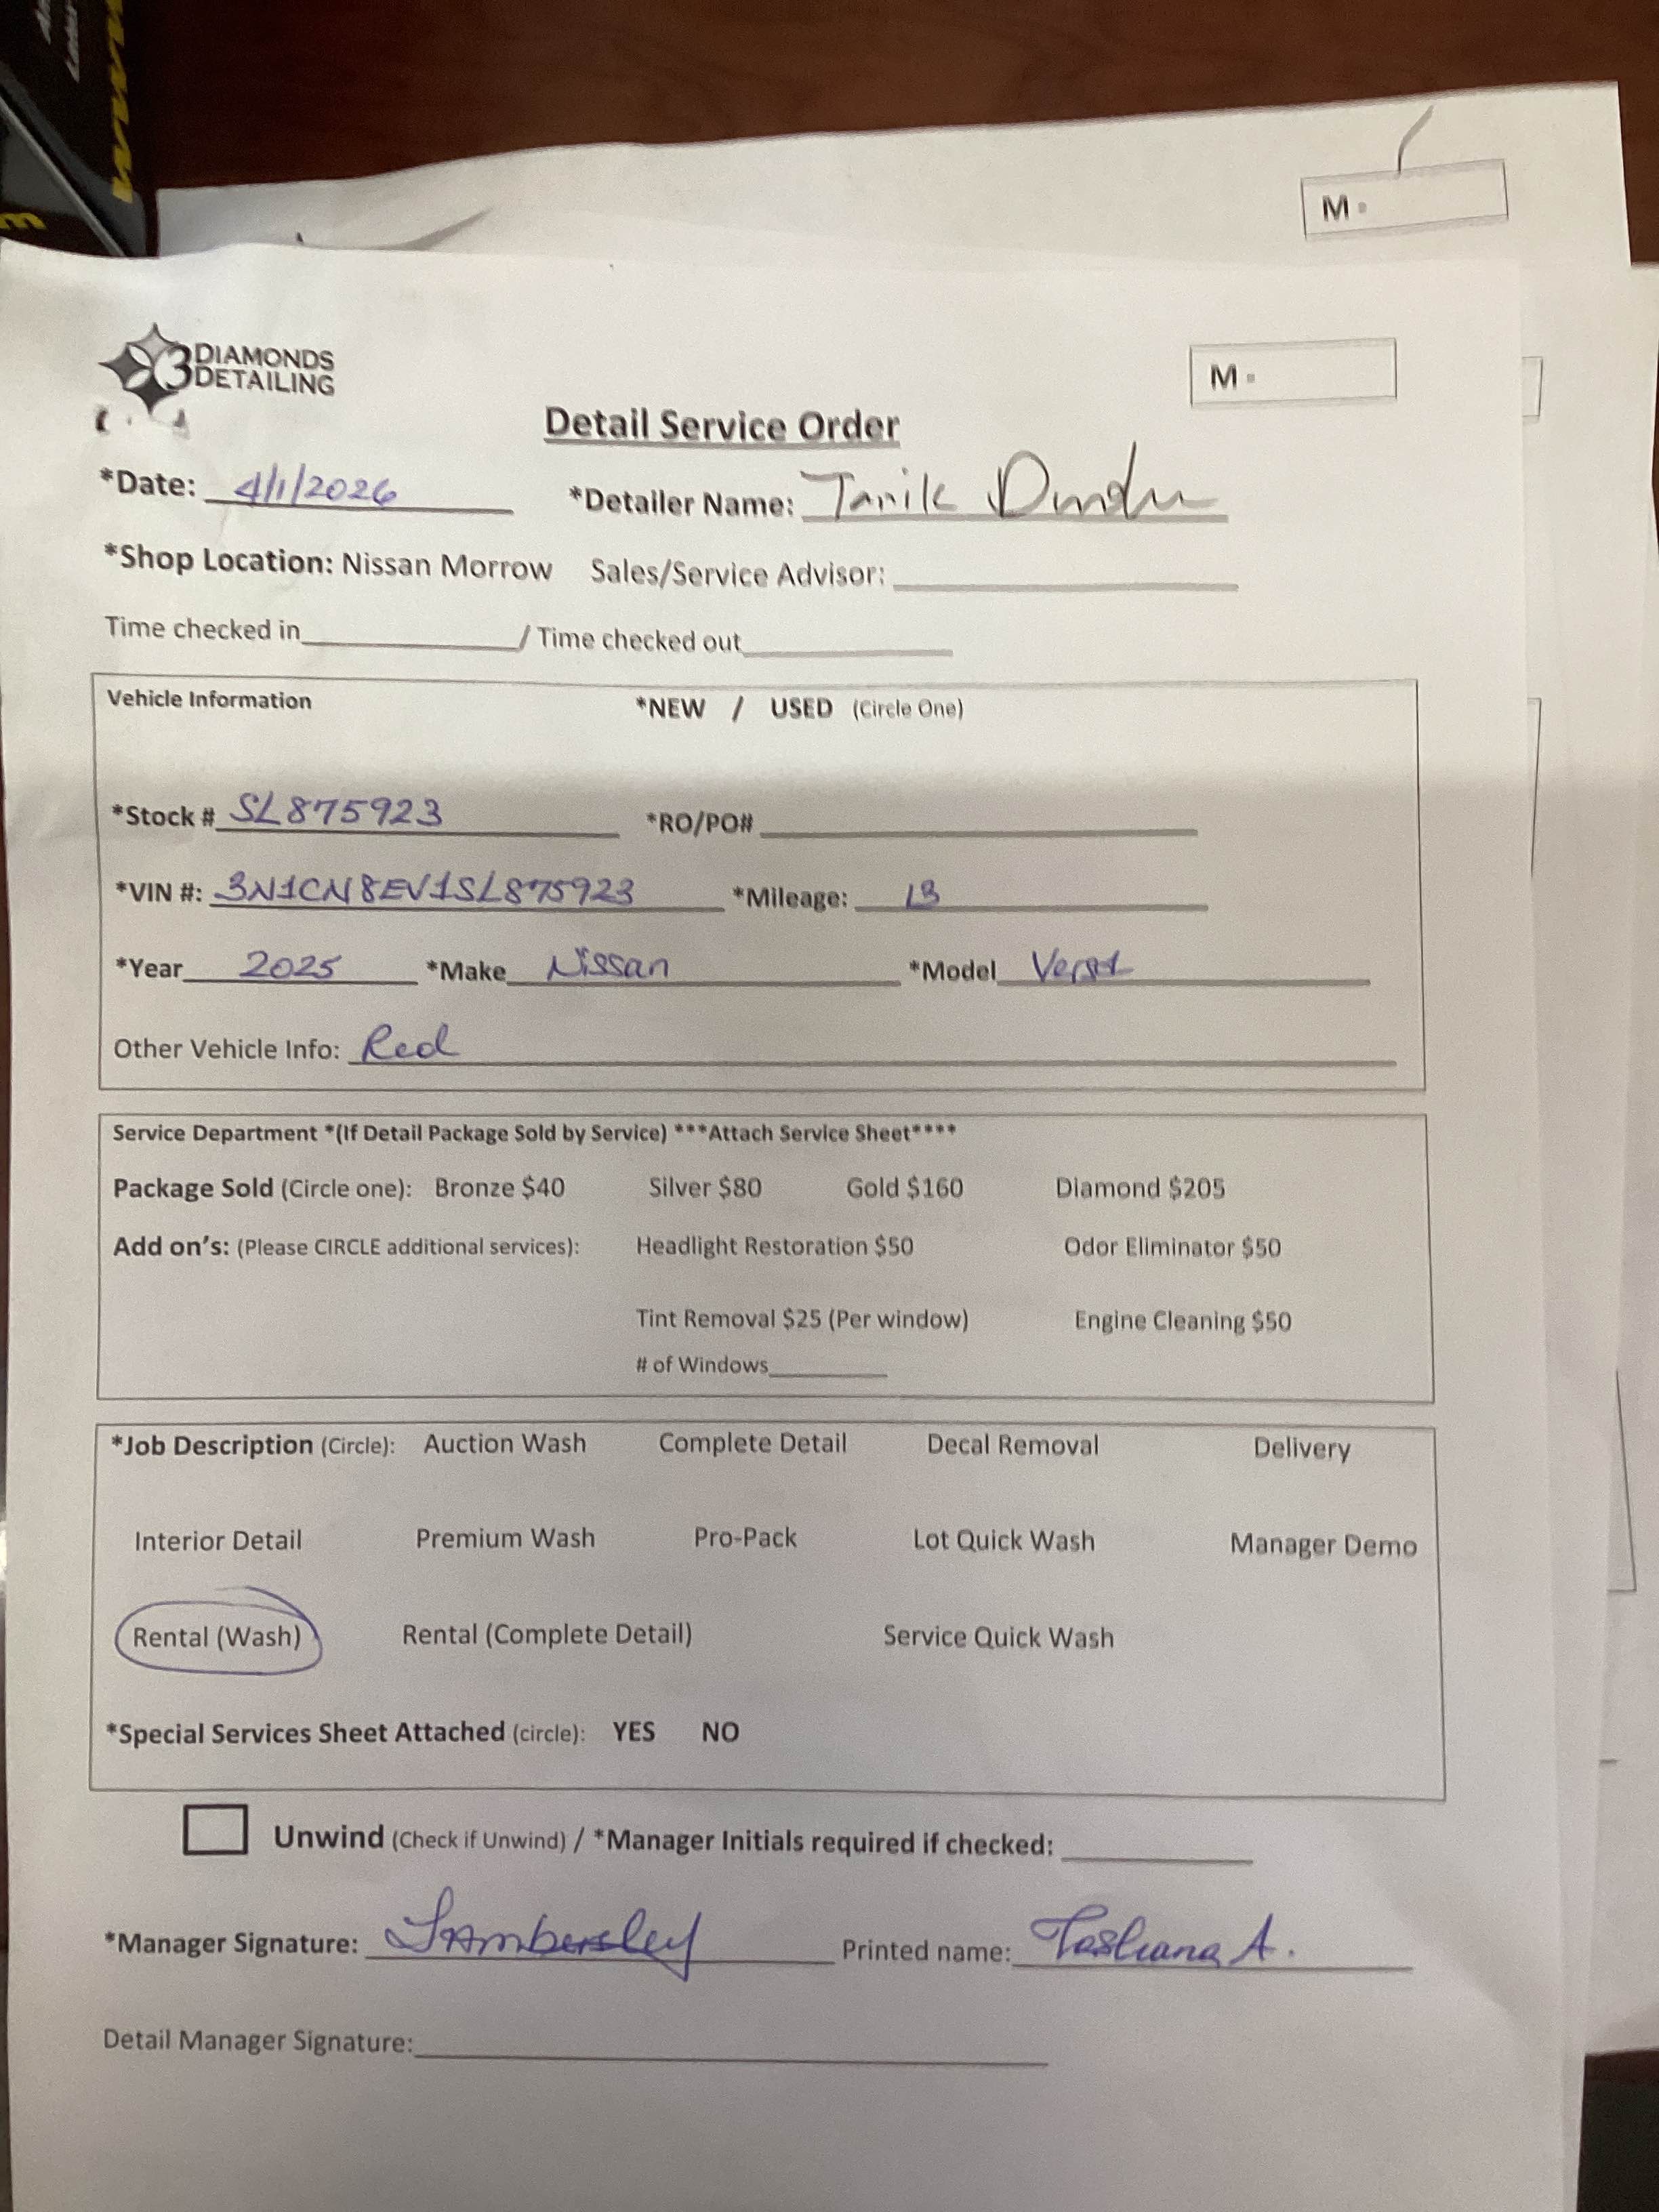 M.
3 DIAMONDS
DETAILING
M.
Detail Service Order
*Date: 4/1/2026 *Detailer Name: Tarik
*Shop Location: Nissan Morrow Sales/Service Advisor:
Time checked in / Time checked out
Vehicle Information *NEW / USED (Circle One)
*Stock # SL875923 *RO/PO#
*VIN #: 3N1CN8EV1SL875923 *Mileage: 13
*Year 2025 *Make Nissan *Model
Other Vehicle Info: Red
Service Department *(If Detail Package Sold by Service) ***Attach Service Sheet****
Package Sold (Circle one): Bronze $40 Silver $80 Gold $160 Diamond $205
Add on's: (Please CIRCLE additional services): Headlight Restoration $50 Odor Eliminator $50
Tint Removal $25 (Per window) Engine Cleaning $50
# of Windows
*Job Description (Circle): Auction Wash Complete Detail Decal Removal Delivery
Interior Detail Premium Wash Pro-Pack Lot Quick Wash Manager Demo
Rental (Wash) Rental (Complete Detail) Service Quick Wash
*Special Services Sheet Attached (circle): YES NO
Unwind (Check if Unwind) / *Manager Initials required if checked:
*Manager Signature: Printed name: Tashana A.
Detail Manager Signature: